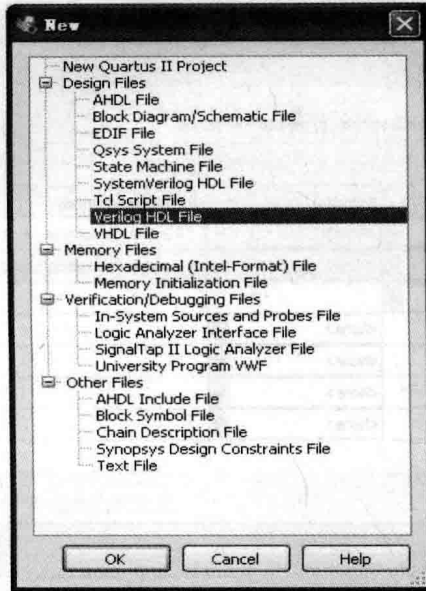 New
New Quartus II Project
Design Files
AHDL File
Block Diagram/Schematic File
EDIF File
Qsys System File
State Machine File
SystemVerilog HDL File
Tcl Script File
Verilog HDL File
VHDL File
Memory Files
Hexadecimal (Intel-Format) File
Memory Initialization File
Verification/Debugging Files
In-System Sources and Probes File
Logic Analyzer Interface File
SignalTap II Logic Analyzer File
University Program VWF
Other Files
AHDL Include File
Block Symbol File
Chain Description File
Synopsys Design Constraints File
Text File
OK Cancel Help